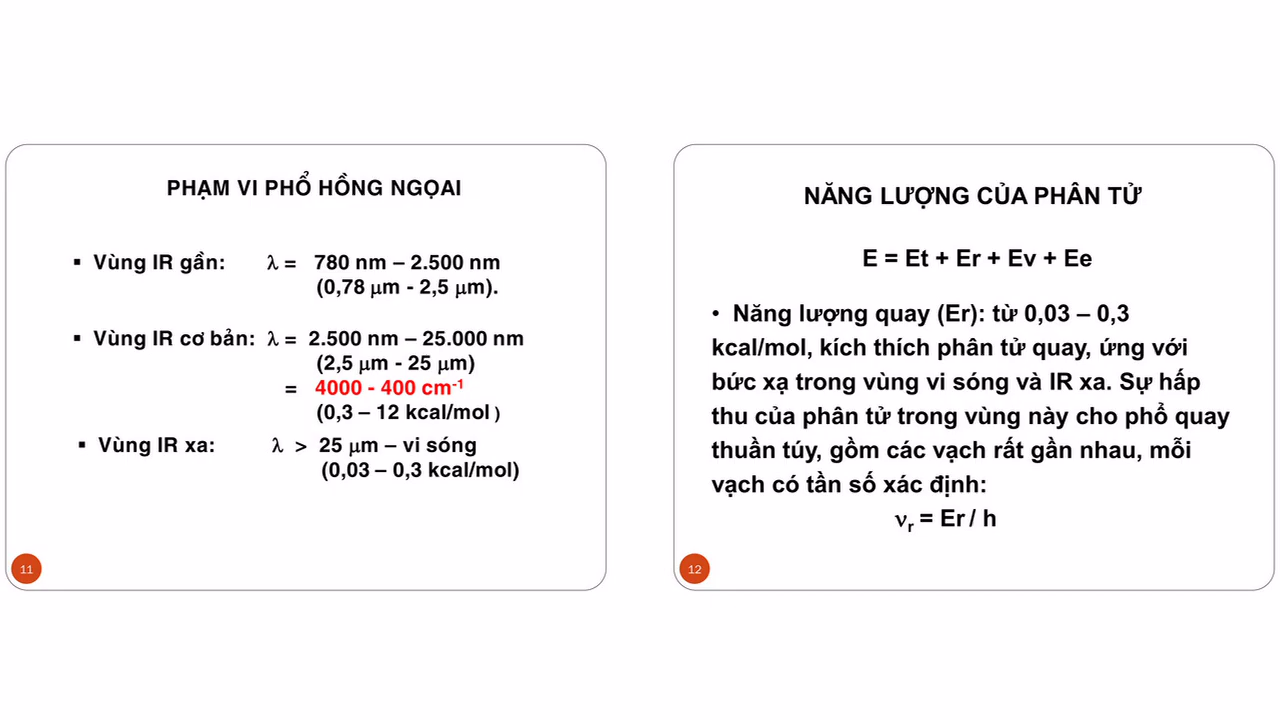 PHẠM VI PHỔ HỒNG NGỌAI
▪ Vùng IR gần: λ = 780 nm – 2.500 nm
(0,78 μm - 2,5 μm).
▪ Vùng IR cơ bản: λ = 2.500 nm – 25.000 nm
(2,5 μm - 25 μm)
= 4000 - 400 cm⁻¹
(0,3 – 12 kcal/mol )
▪ Vùng IR xa: λ > 25 μm – vi sóng
(0,03 – 0,3 kcal/mol)
11
NĂNG LƯỢNG CỦA PHÂN TỬ
E = Et + Er + Ev + Ee
• Năng lượng quay (Er): từ 0,03 – 0,3
kcal/mol, kích thích phân tử quay, ứng với
bức xạ trong vùng vi sóng và IR xa. Sự hấp
thu của phân tử trong vùng này cho phổ quay
thuần túy, gồm các vạch rất gần nhau, mỗi
vạch có tần số xác định:
νr = Er / h
12